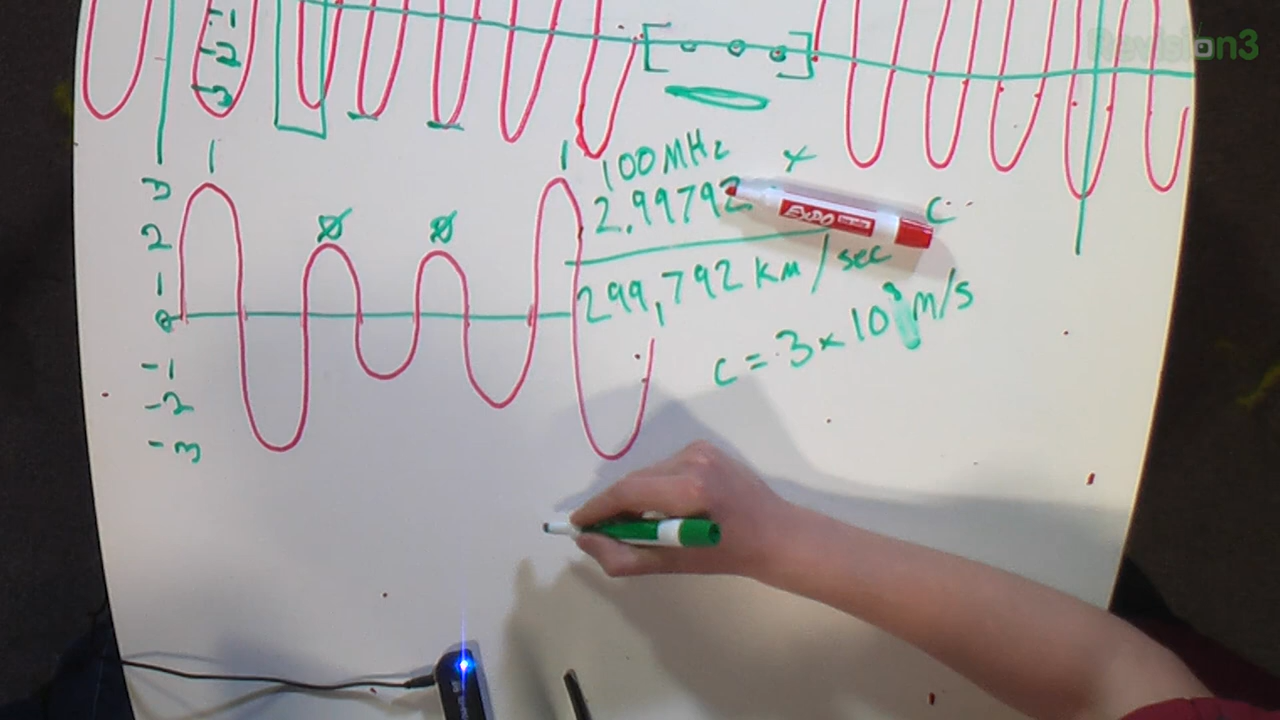 Revision3
-1
-2
-3
1 1
3
2
1
0
-1
-2
-3
Ø Ø
100 MHz x
2.99792 C
EXPO
299,792 km/sec
c = 3 x 10⁸ m/s